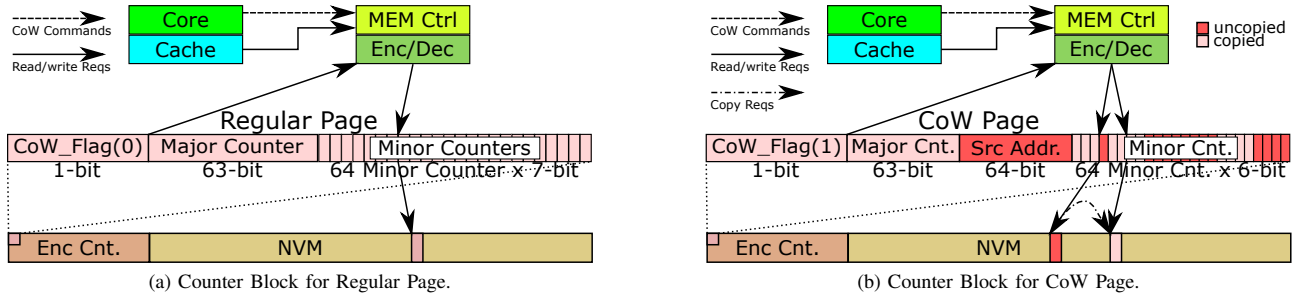 CoW Commands
Read/write Reqs
Core
Cache
MEM Ctrl
Enc/Dec
Regular Page
CoW_Flag(0) Major Counter Minor Counters
1-bit 63-bit 64 Minor Counter x 7-bit
Enc Cnt. NVM
(a) Counter Block for Regular Page.
CoW Commands
Read/write Reqs
Copy Reqs
Core
Cache
MEM Ctrl
Enc/Dec
uncopied
copied
CoW Page
CoW_Flag(1) Major Cnt. Src Addr. Minor Cnt.
1-bit 63-bit 64-bit 64 Minor Cnt. x 6-bit
Enc Cnt. NVM
(b) Counter Block for CoW Page.